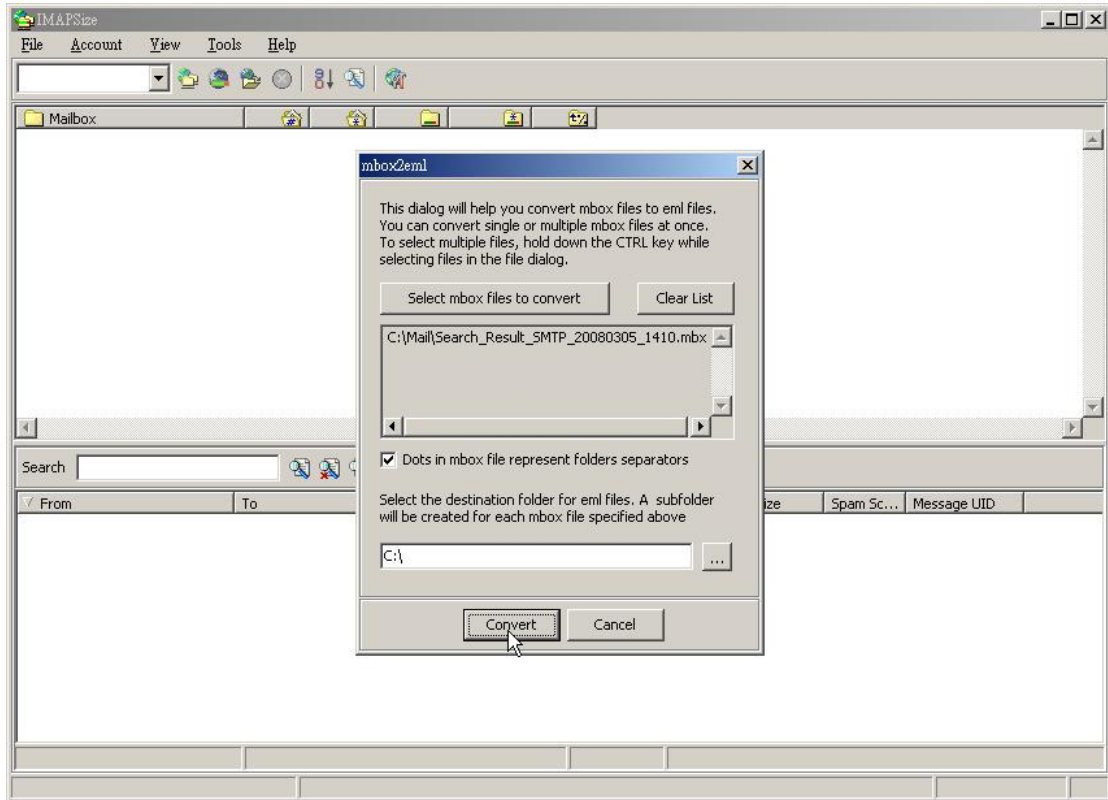 IMAPSize
File Account View Tools Help
Mailbox
mbox2eml
This dialog will help you convert mbox files to eml files.
You can convert single or multiple mbox files at once.
To select multiple files, hold down the CTRL key while
selecting files in the file dialog.
Select mbox files to convert Clear List
C:\Mail\Search_Result_SMTP_20080305_1410.mbx
Dots in mbox file represent folders separators
Search
From To ize Spam Sc... Message UID
Select the destination folder for eml files. A subfolder
will be created for each mbox file specified above
C:\ ...
Convert Cancel